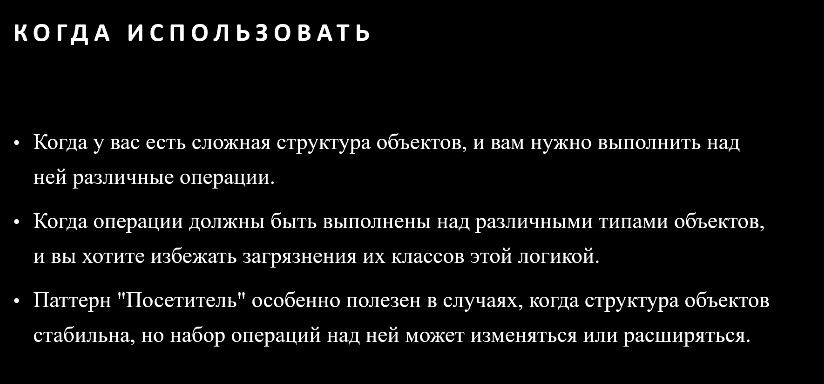 КОГДА ИСПОЛЬЗОВАТЬ
• Когда у вас есть сложная структура объектов, и вам нужно выполнить над
ней различные операции.
• Когда операции должны быть выполнены над различными типами объектов,
и вы хотите избежать загрязнения их классов этой логикой.
• Паттерн "Посетитель" особенно полезен в случаях, когда структура объектов
стабильна, но набор операций над ней может изменяться или расширяться.